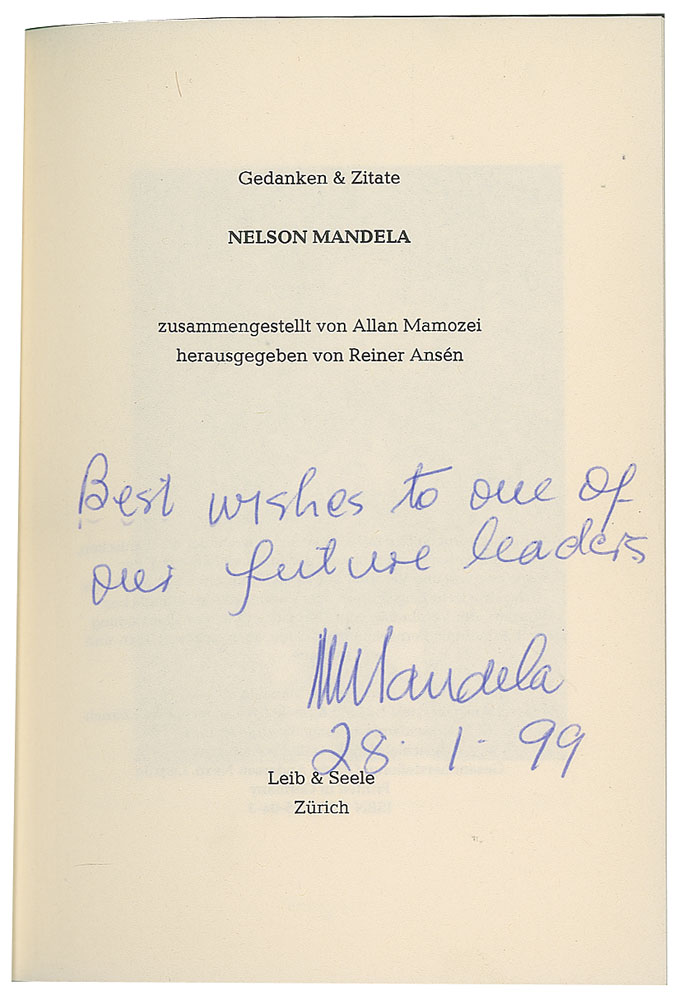 Gedanken & Zitate
NELSON MANDELA
zusammengestellt von Allan Mamozei
herausgegeben von Reiner Ansén
Best wishes to one of
our future leaders
NMandela
28. 1. 99
Leib & Seele
Zürich